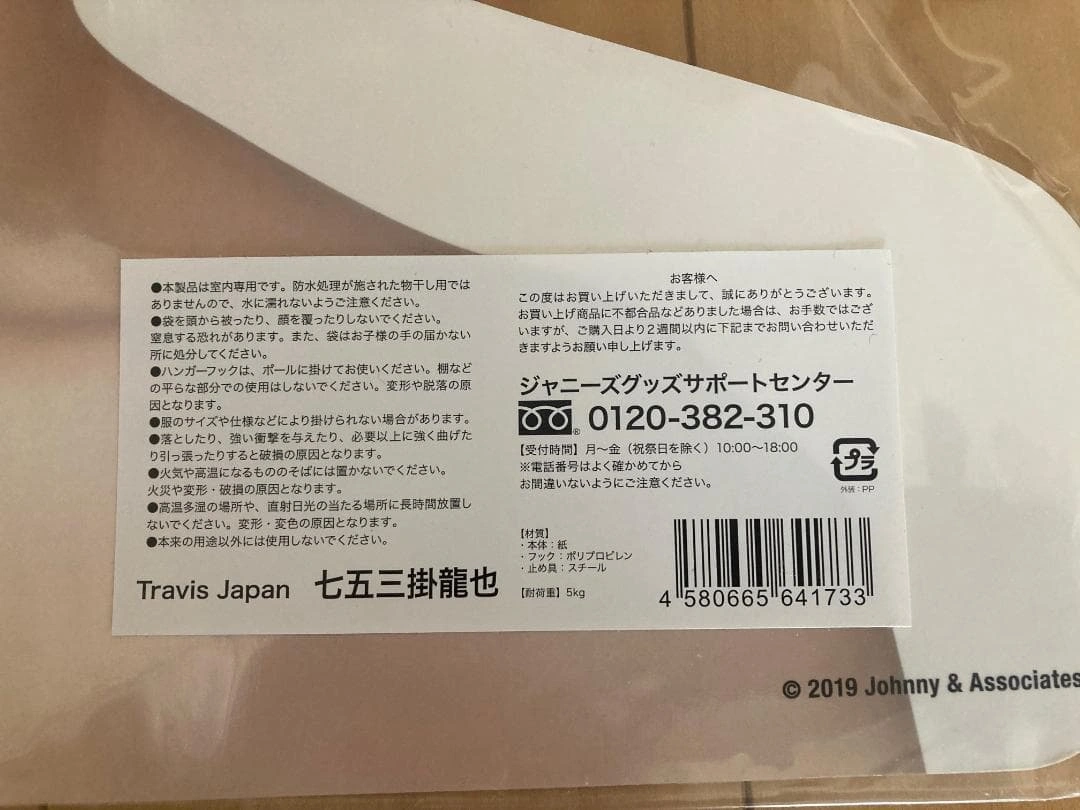 ●本製品は室内専用です。防水処理が施された物干し用では
ありませんので、水に濡れないようご注意ください。
●袋を頭から被ったり、顔を覆ったりしないでください。
窒息する恐れがあります。また、袋はお子様の手の届かない
所に処分してください。
●ハンガーフックは、ポールに掛けてお使いください。棚など
の平らな部分での使用はしないでください。変形や脱落の原
因となります。
●服のサイズや仕様などにより掛けられない場合があります。
●落としたり、強い衝撃を与えたり、必要以上に強く曲げた
り引っ張ったりすると破損の原因となります。
●火気や高温になるもののそばには置かないでください。
火災や変形・破損の原因となります。
●高温多湿の場所や、直射日光の当たる場所に長時間放置し
ないでください。変形・変色の原因となります。
●本来の用途以外には使用しないでください。
Travis Japan 七五三掛龍也
お客様へ
この度はお買い上げいただきまして、誠にありがとうございます。
お買い上げ商品に不都合品などありました場合は、お手数ではござ
いますが、ご購入日より2週間以内に下記までお問い合わせいただ
きますようお願い申し上げます。
ジャニーズグッズサポートセンター
® 0120-382-310
【受付時間】月〜金（祝祭日を除く）10:00〜18:00
※電話番号はよく確かめてから
お間違いないようにご注意ください。
プラ
外装：PP
【材質】
・本体：紙
・フック：ポリプロピレン
・止め具：スチール
【耐荷重】5kg
4 580665 641733
© 2019 Johnny & Associates